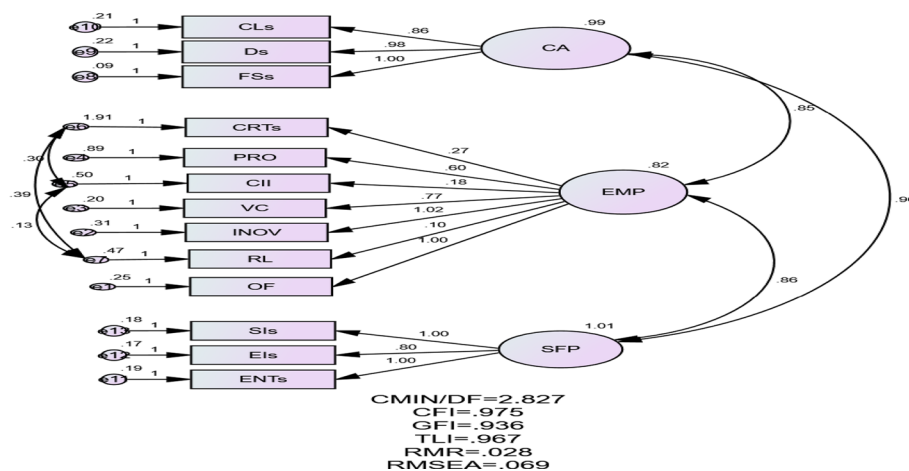 .21 1 CLs .86 .99
e10 CA
.22 1 Ds .98
e9
.09 1 FSs 1.00
e8
1.91 1 CRTs .27 .85
.89 1 PRO .60 .82
e4
.30 .50 1 CII .18 EMP
.39 .20 1 VC .77
e3
.13 .31 1 INOV 1.02
e2
.47 1 RL .10
e7
.25 1 OF 1.00 .86
e1
.18 1 SIs 1.00 1.01
e13
.17 1 EIs .80 SFP
e12
.19 1 ENTs 1.00
e11
CMIN/DF=2.827
CFI=.975
GFI=.936
TLI=.967
RMR=.028
RMSEA=.069